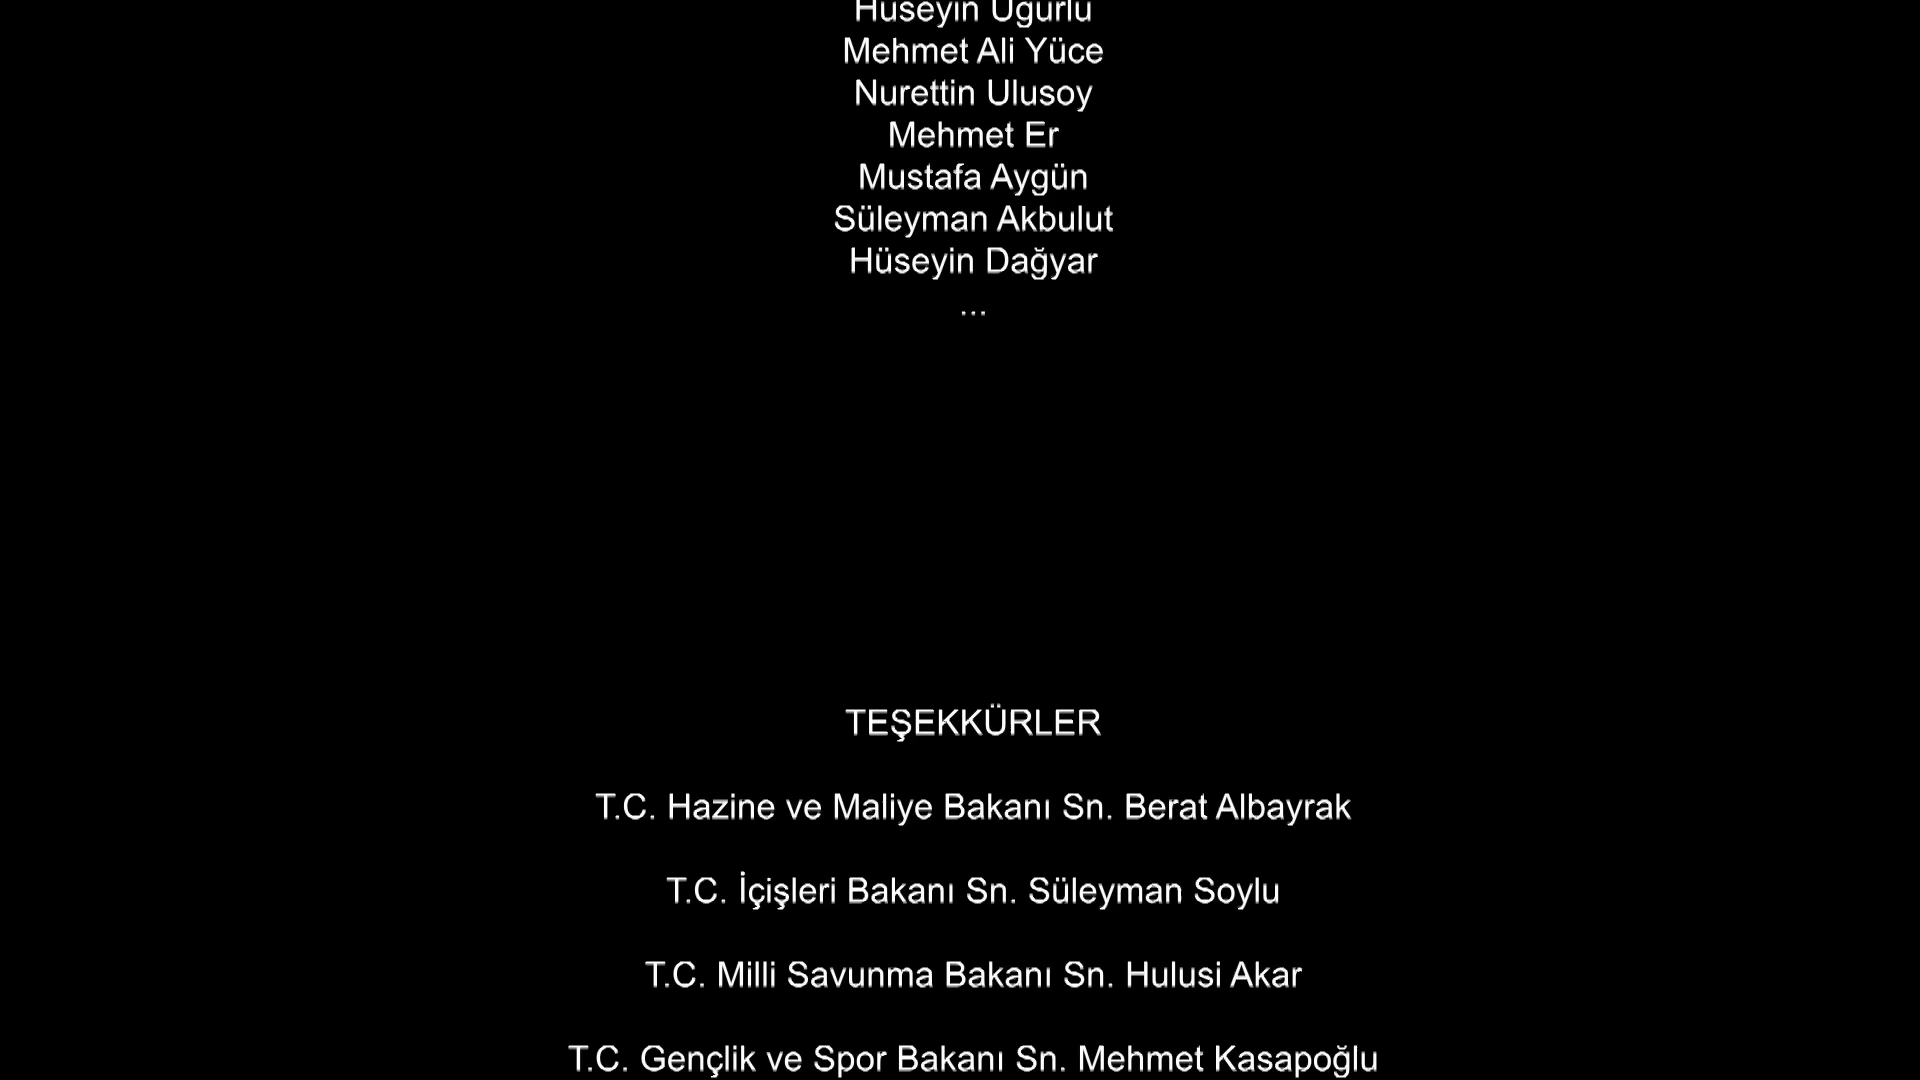 Hüseyin Uğurlu
Mehmet Ali Yüce
Nurettin Ulusoy
Mehmet Er
Mustafa Aygün
Süleyman Akbulut
Hüseyin Dağyar
...
TEŞEKKÜRLER
T.C. Hazine ve Maliye Bakanı Sn. Berat Albayrak
T.C. İçişleri Bakanı Sn. Süleyman Soylu
T.C. Milli Savunma Bakanı Sn. Hulusi Akar
T.C. Gençlik ve Spor Bakanı Sn. Mehmet Kasapoğlu